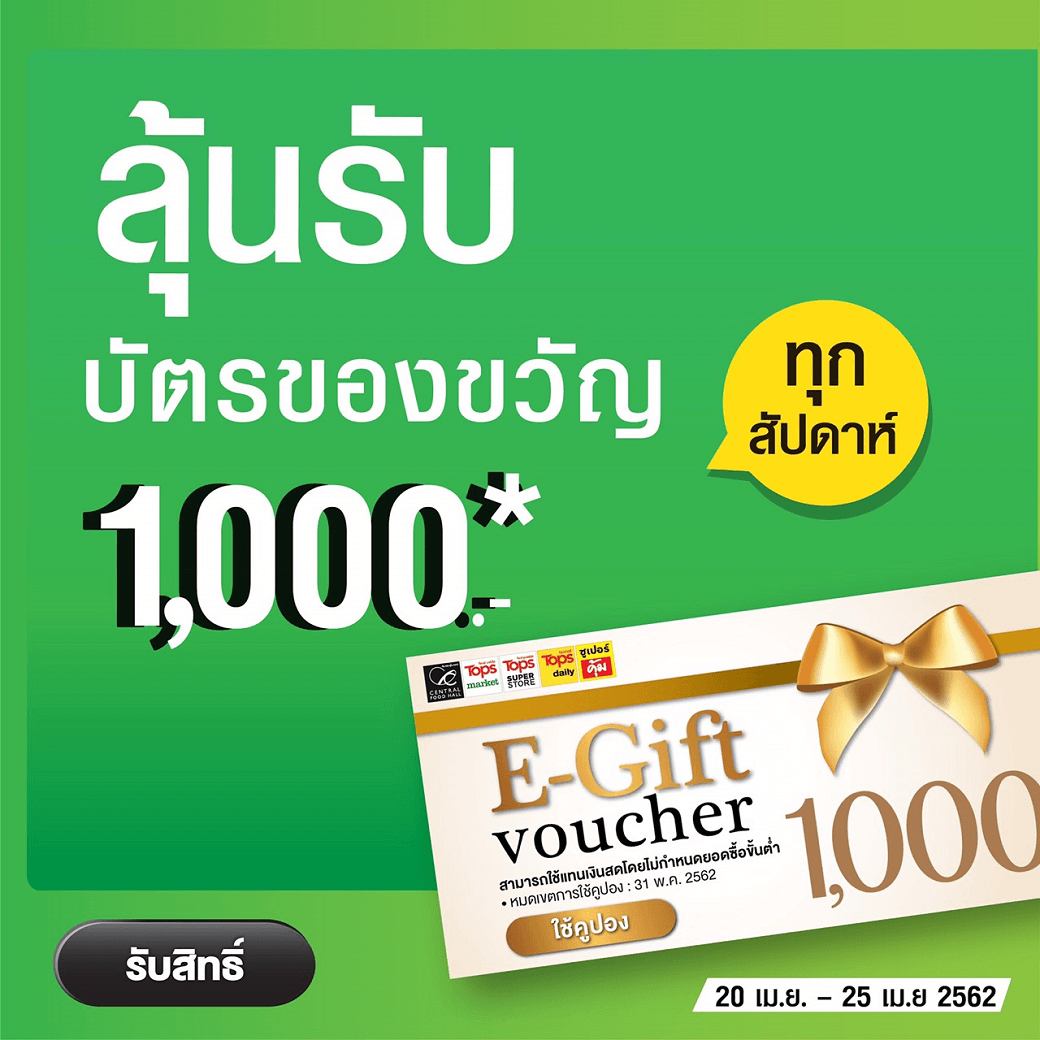 ลุ้นรับ
บัตรของขวัญ
1,000.-*
ทุก
สัปดาห์
CENTRAL
FOOD HALL
Tops
market
Tops
SUPER
STORE
Tops
daily
ซูเปอร์
คุ้ม
E-Gift
voucher
1,000
สามารถใช้แทนเงินสดโดยไม่กำหนดยอดซื้อขั้นต่ำ
• หมดเขตการใช้คูปอง : 31 พ.ค. 2562
ใช้คูปอง
รับสิทธิ์
20 เม.ย. – 25 เม.ย 2562